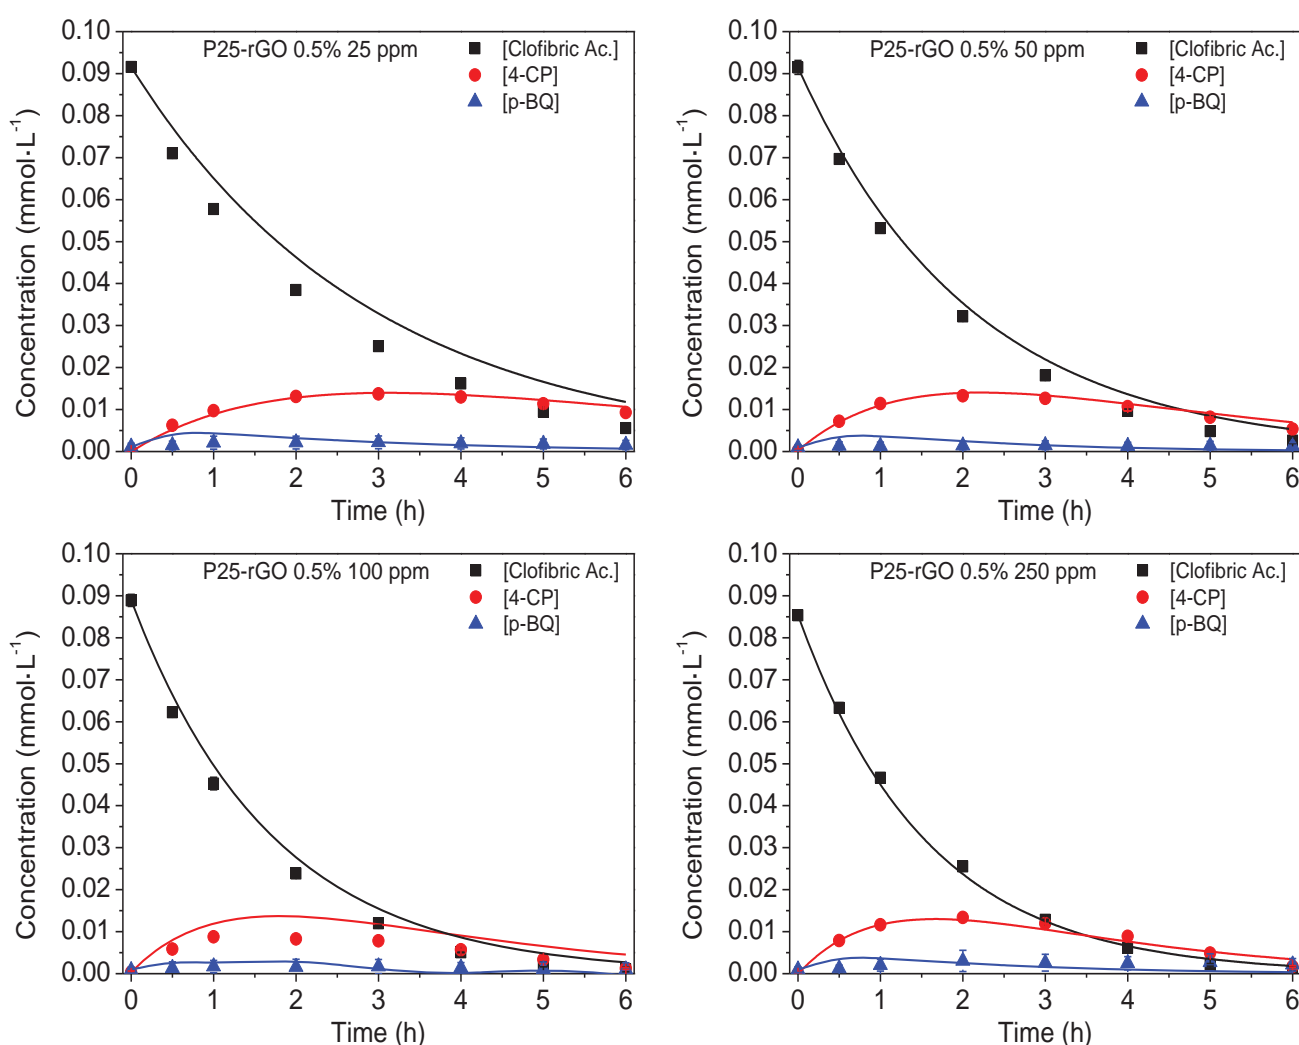 P25-rGO 0.5% 25 ppm
[Clofibric Ac.]
[4-CP]
[p-BQ]
Concentration (mmol·L⁻¹)
0.10
0.09
0.08
0.07
0.06
0.05
0.04
0.03
0.02
0.01
0.00
0 1 2 3 4 5 6
Time (h)
P25-rGO 0.5% 50 ppm
[Clofibric Ac.]
[4-CP]
[p-BQ]
Concentration (mmol·L⁻¹)
0.10
0.09
0.08
0.07
0.06
0.05
0.04
0.03
0.02
0.01
0.00
0 1 2 3 4 5 6
Time (h)
P25-rGO 0.5% 100 ppm
[Clofibric Ac.]
[4-CP]
[p-BQ]
Concentration (mmol·L⁻¹)
0.10
0.09
0.08
0.07
0.06
0.05
0.04
0.03
0.02
0.01
0.00
0 1 2 3 4 5 6
Time (h)
P25-rGO 0.5% 250 ppm
[Clofibric Ac.]
[4-CP]
[p-BQ]
Concentration (mmol·L⁻¹)
0.10
0.09
0.08
0.07
0.06
0.05
0.04
0.03
0.02
0.01
0.00
0 1 2 3 4 5 6
Time (h)